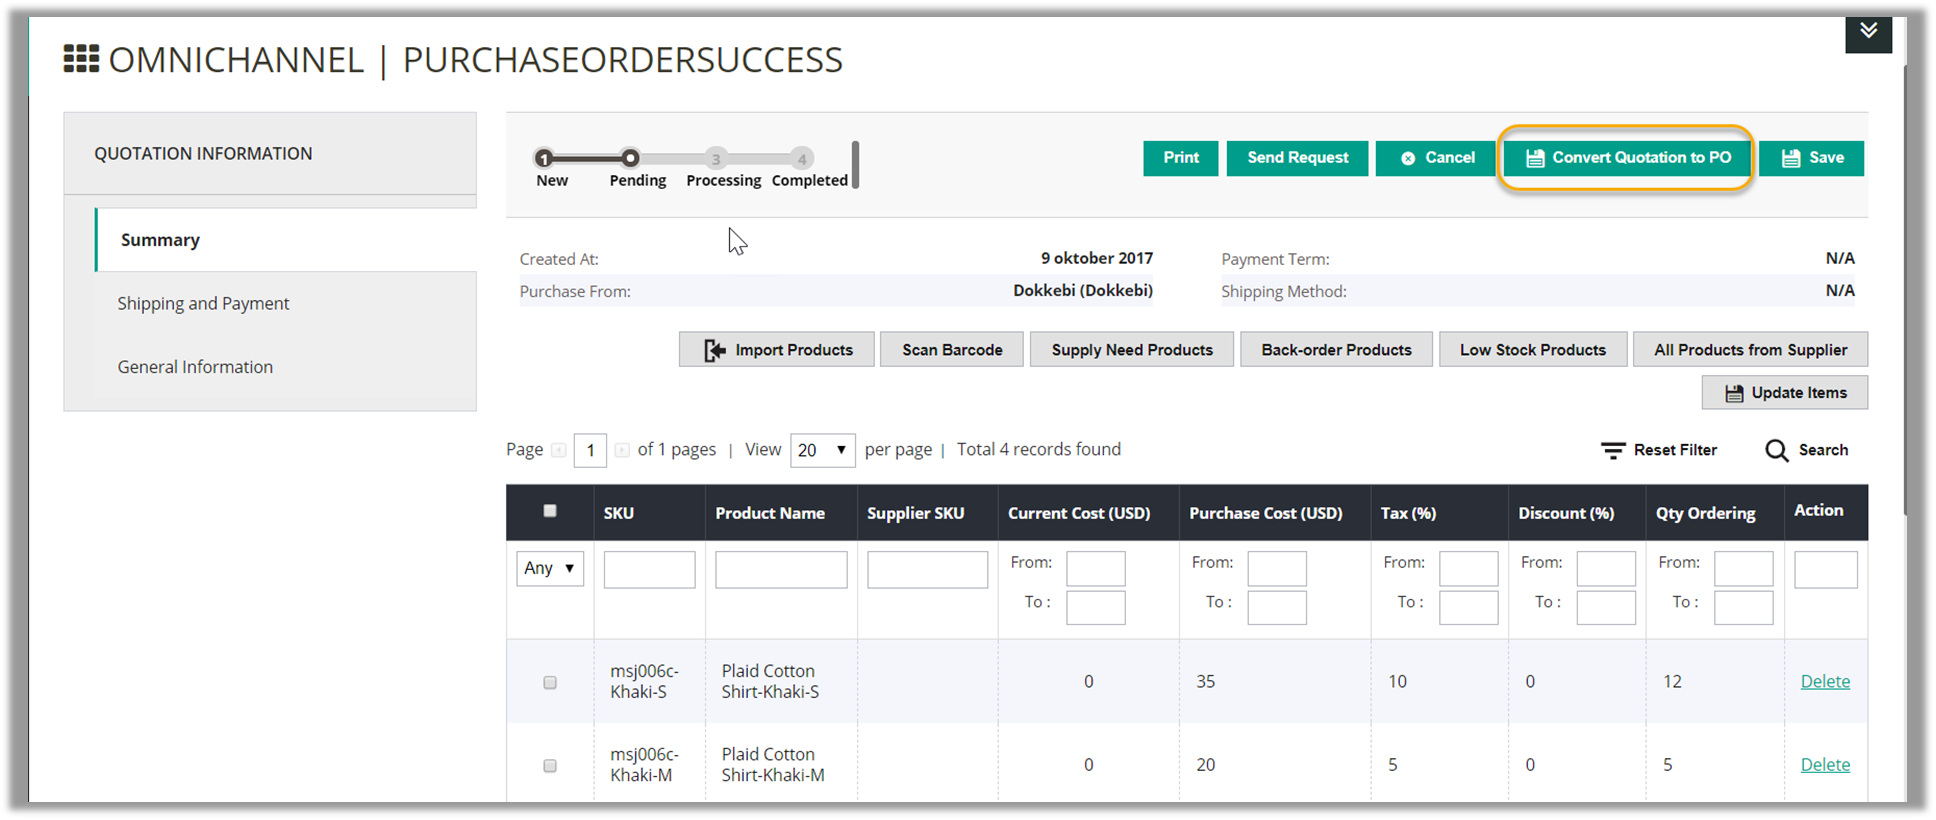 OMNICHANNEL | PURCHASEORDERSUCCESS
QUOTATION INFORMATION
Summary
Shipping and Payment
General Information
1 3 4
New Pending Processing Completed
Print Send Request Cancel Convert Quotation to PO Save
Created At: 9 oktober 2017 Payment Term: N/A
Purchase From: Dokkebi (Dokkebi) Shipping Method: N/A
Import Products Scan Barcode Supply Need Products Back-order Products Low Stock Products All Products from Supplier
Update Items
Page 1 of 1 pages | View 20 per page | Total 4 records found Reset Filter Search
SKU Product Name Supplier SKU Current Cost (USD) Purchase Cost (USD) Tax (%) Discount (%) Qty Ordering Action
Any From: From: From: From: From:
To : To : To : To : To :
msj006c- Plaid Cotton
Khaki-S Shirt-Khaki-S 0 35 10 0 12 Delete
msj006c- Plaid Cotton
Khaki-M Shirt-Khaki-M 0 20 5 0 5 Delete